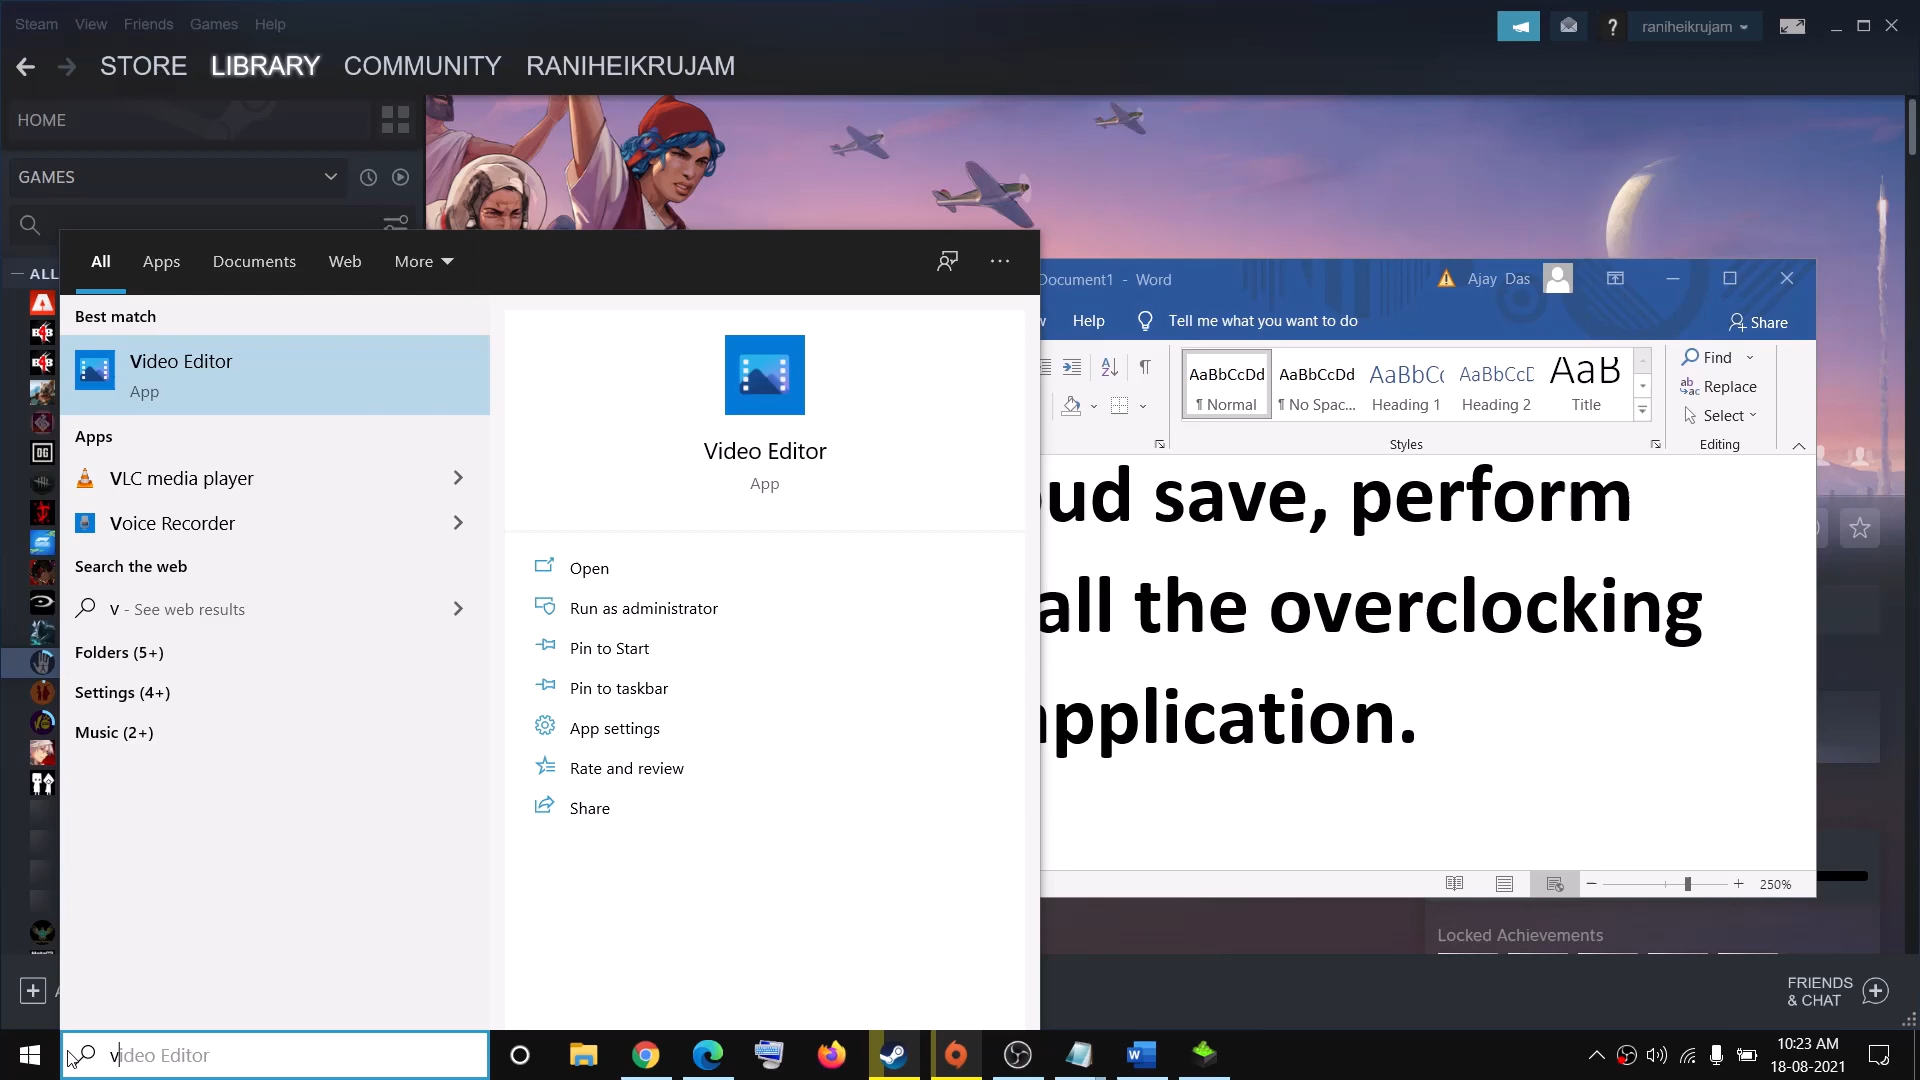 Steam View Friends Games Help
raniheikrujam
STORE LIBRARY COMMUNITY RANIHEIKRUJAM
HOME
GAMES
ALL
All Apps Documents Web More
Best match
Video Editor
App
Apps
VLC media player
Voice Recorder
Search the web
v - See web results
Folders (5+)
Settings (4+)
Music (2+)
Video Editor
App
Open
Run as administrator
Pin to Start
Pin to taskbar
App settings
Rate and review
Share
Document1 - Word
Ajay Das
Help
Tell me what you want to do
Share
AaBbCcDd
¶ Normal
AaBbCcDd
¶ No Spac...
AaBbCc
Heading 1
AaBbCcD
Heading 2
AaB
Title
Styles
Find
Replace
Select
Editing
oud save, perform
all the overclocking
application.
250%
Locked Achievements
FRIENDS
& CHAT
video Editor
10:23 AM
18-08-2021